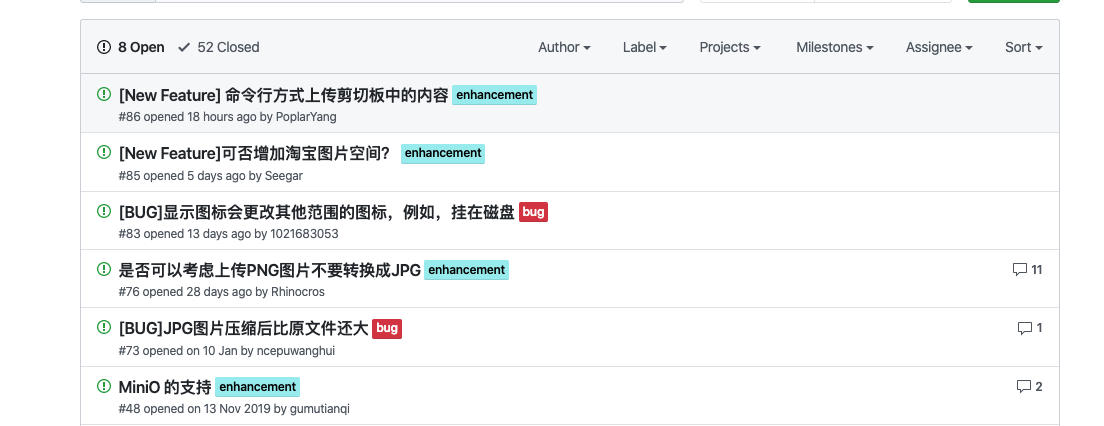 8 Open 52 Closed Author Label Projects Milestones Assignee Sort
[New Feature] 命令行方式上传剪切板中的内容 enhancement
#86 opened 18 hours ago by PoplarYang
[New Feature]可否增加淘宝图片空间？ enhancement
#85 opened 5 days ago by Seegar
[BUG]显示图标会更改其他范围的图标，例如，挂在磁盘 bug
#83 opened 13 days ago by 1021683053
是否可以考虑上传PNG图片不要转换成JPG enhancement 11
#76 opened 28 days ago by Rhinocros
[BUG]JPG图片压缩后比原文件还大 bug 1
#73 opened on 10 Jan by ncepuwanghui
MiniO 的支持 enhancement 2
#48 opened on 13 Nov 2019 by gumutianqi